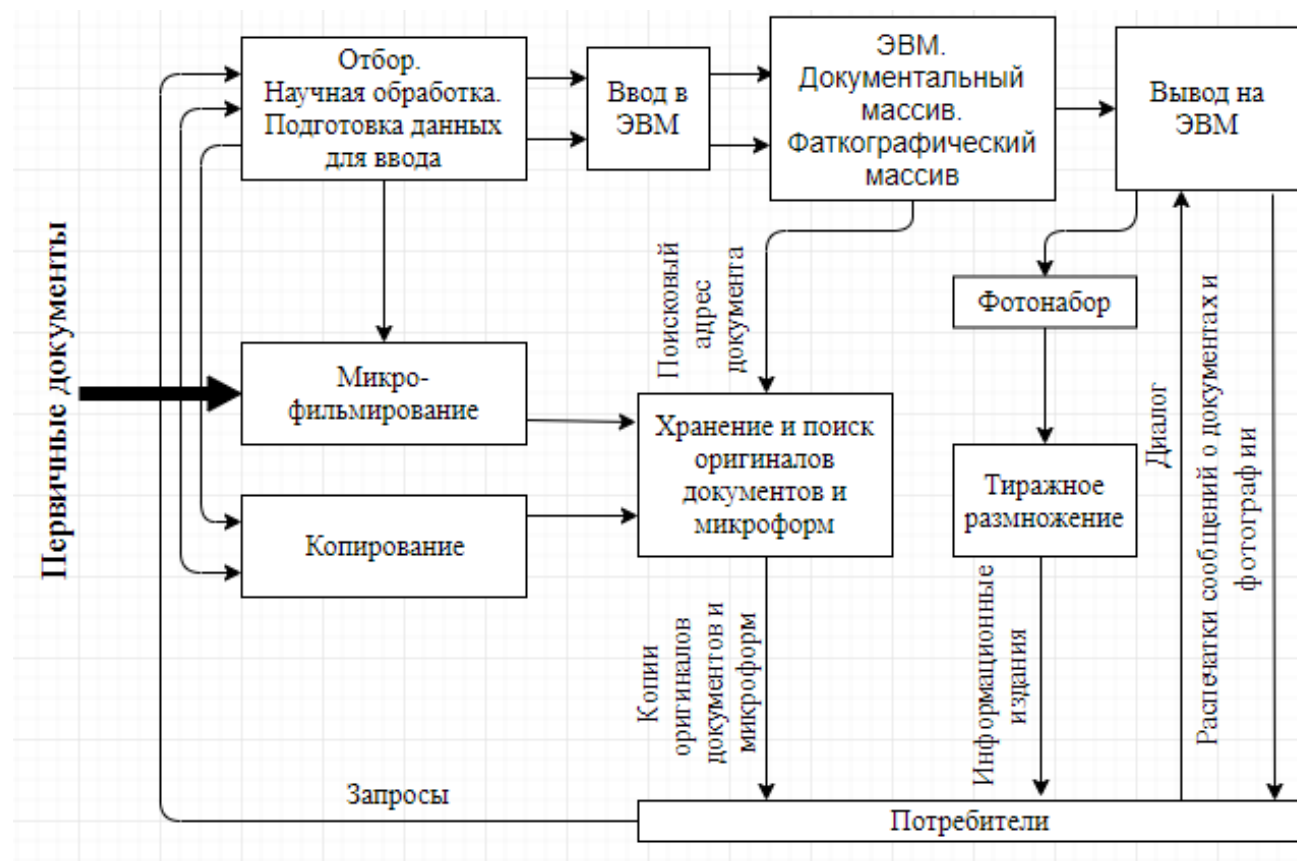 Отбор.
Научная обработка.
Подготовка данных
для ввода
Ввод в
ЭВМ
ЭВМ.
Документальный
массив.
Фаткографический
массив
Вывод на
ЭВМ
Первичные документы
Поисковый
адрес
документа
Фотонабор
Микро-
фильмирование
Хранение и поиск
оригиналов
документов и
микроформ
Тиражное
размножение
Диалог
Распечатки сообщений о документах и
фотографии
Копирование
Копии
оригиналов
документов и
микроформ
Информационные
издания
Запросы
Потребители